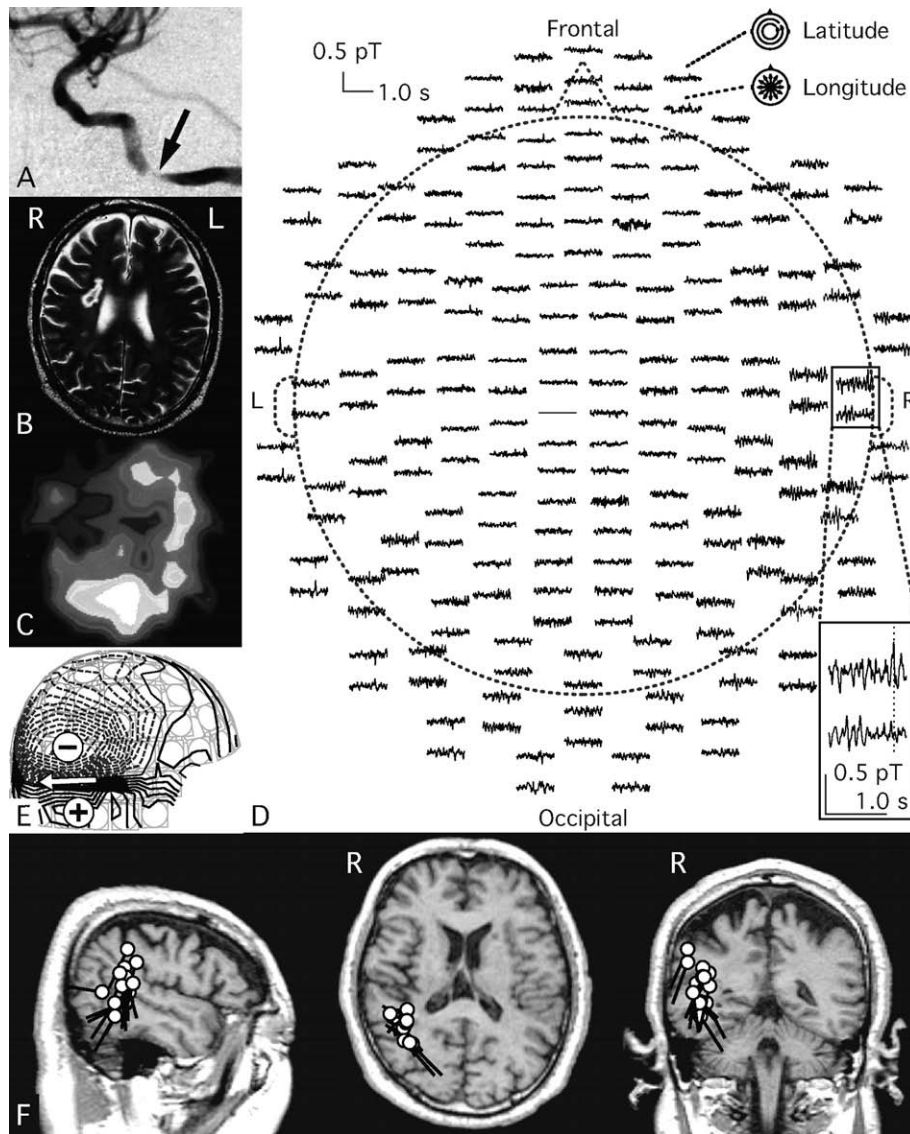 A
R L
B
C
− 
+
E
0.5 pT
1.0 s
Frontal
Latitude
Longitude
L
R
0.5 pT
1.0 s
Occipital
D
R
R
F